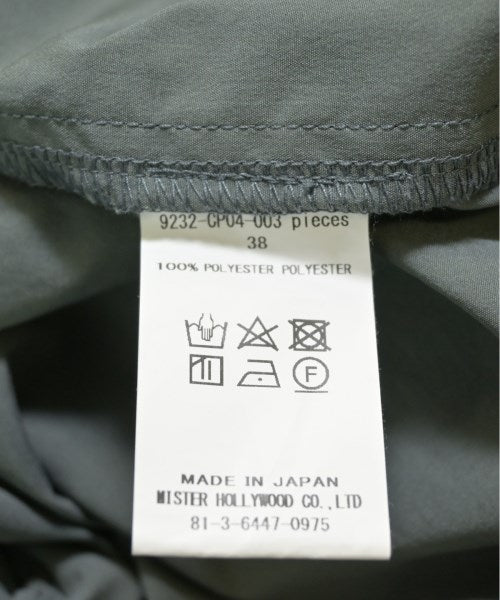 9232-GP04-003 pieces
38
100% POLYESTER POLYESTER
F
MADE IN JAPAN
MISTER HOLLYWOOD CO.,LTD
81-3-6447-0975